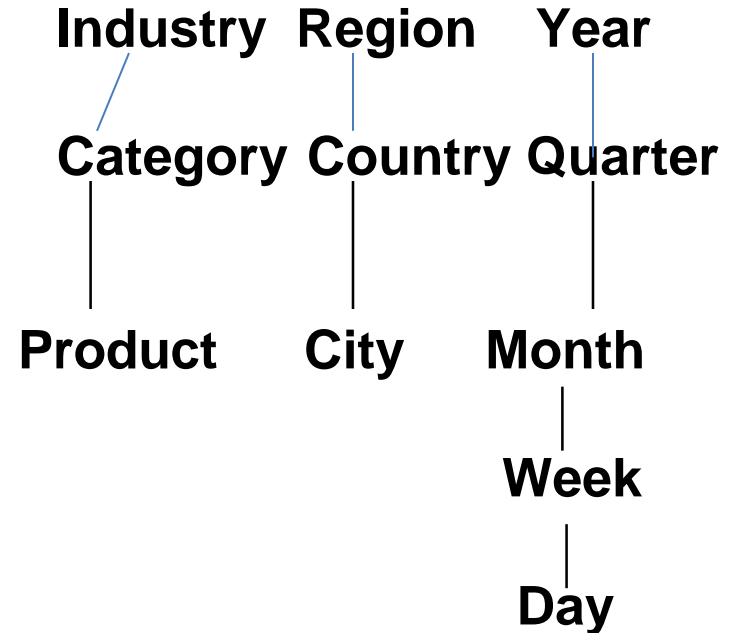 Industry Region Year
Category Country Quarter
Product City Month
Week
Day